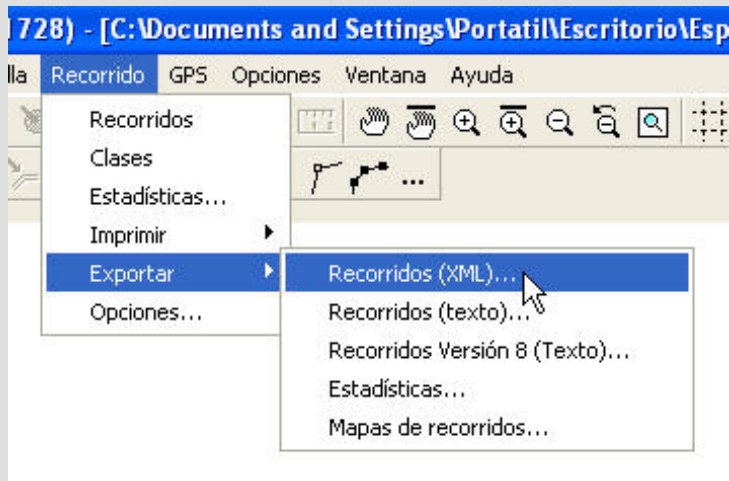 1728) - [C:\Documents and Settings\Portatil\Escritorio\Esp
lla Recorrido GPS Opciones Ventana Ayuda
Recorridos
Clases
Estadísticas...
Imprimir
Exportar
Opciones...
Recorridos (XML)...
Recorridos (texto)...
Recorridos Versión 8 (Texto)...
Estadísticas...
Mapas de recorridos...